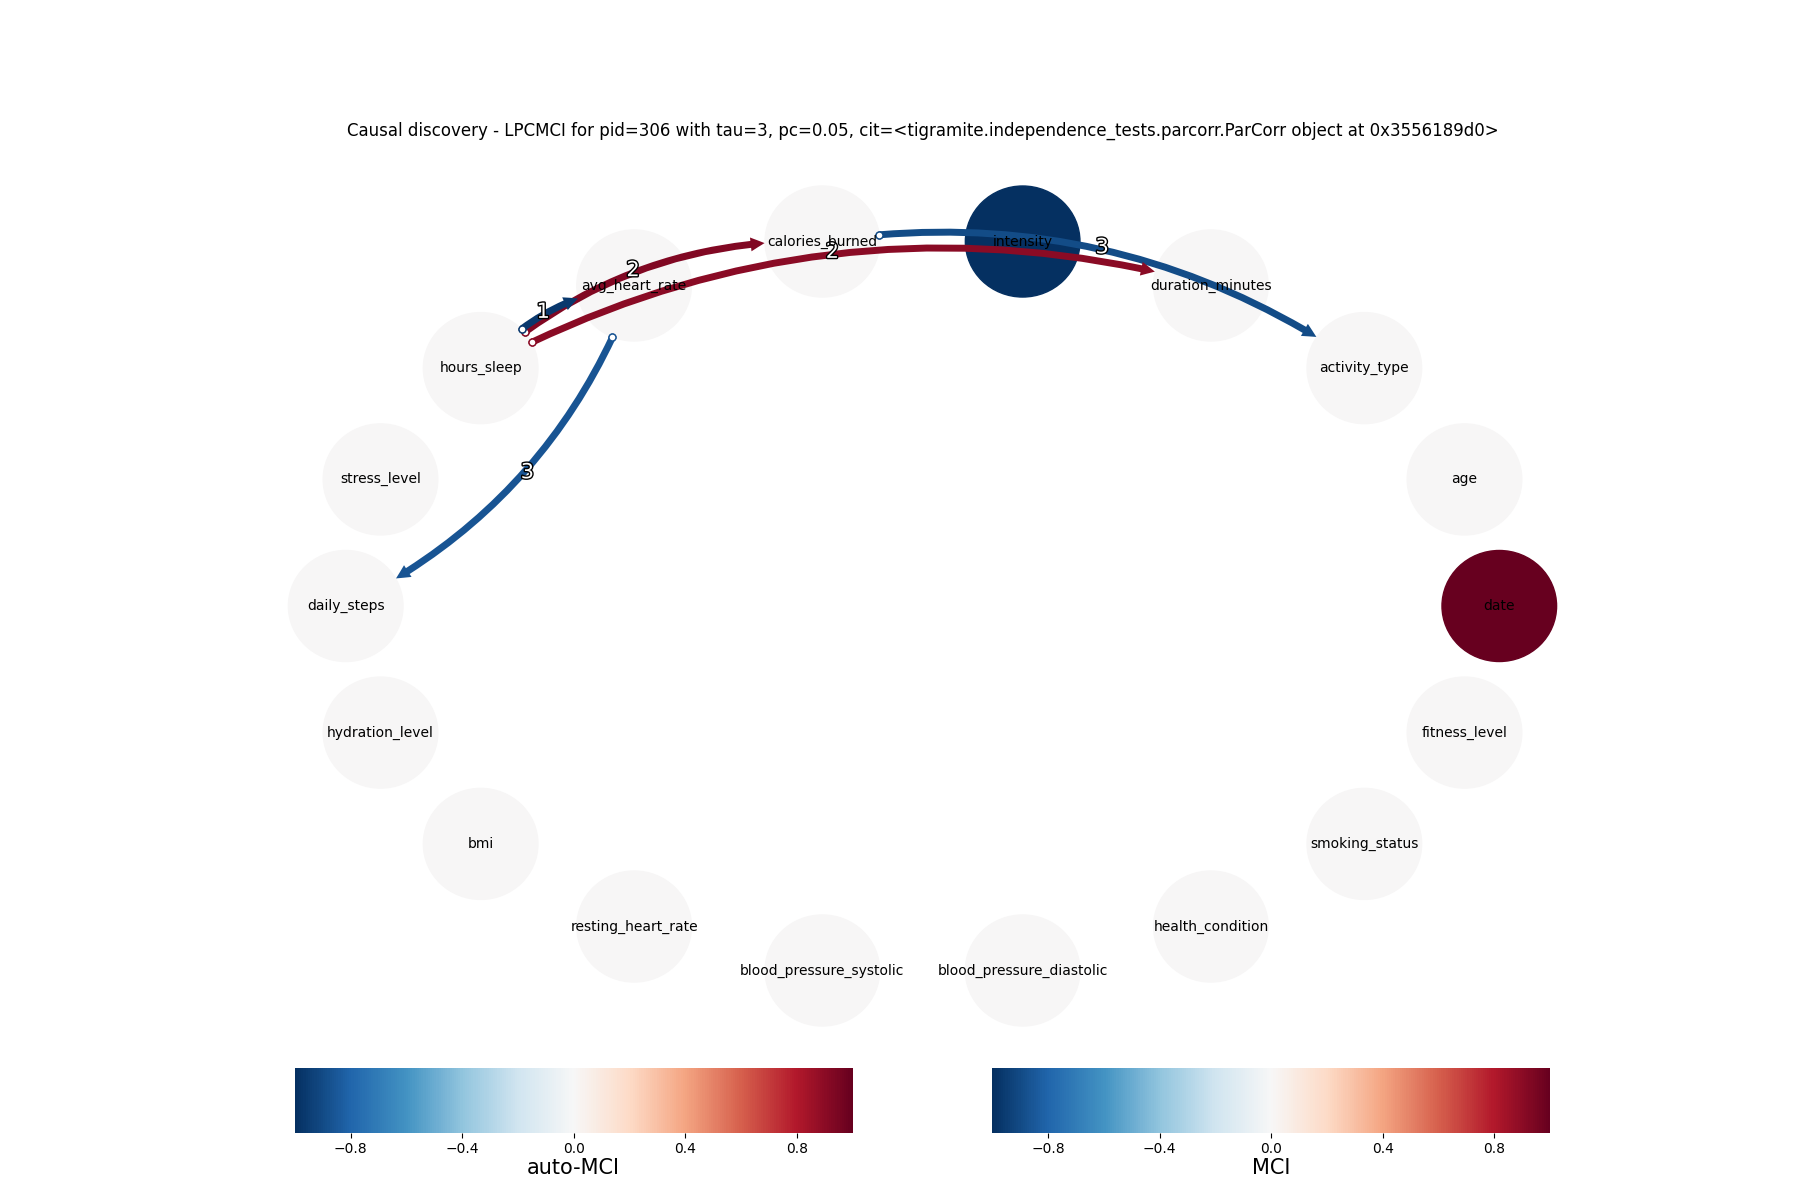 Causal discovery - LPCMCI for pid=306 with tau=3, pc=0.05, cit=<tigramite.independence_tests.parcorr.ParCorr object at 0x3556189d0>
calories_burned
intensity
2
3
2
avg_heart_rate
duration_minutes
1
hours_sleep
activity_type
3
stress_level
age
daily_steps
date
hydration_level
fitness_level
bmi
smoking_status
resting_heart_rate
health_condition
blood_pressure_systolic
blood_pressure_diastolic
−0.8 −0.4 0.0 0.4 0.8
auto-MCI
−0.8 −0.4 0.0 0.4 0.8
MCI